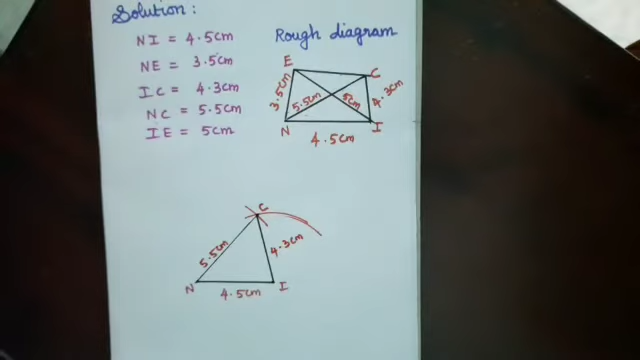 Solution:
NI = 4.5cm
NE = 3.5cm
IC = 4.3cm
NC = 5.5cm
IE = 5cm
Rough diagram
E
C
3.5cm
5.5cm
5cm
4.3cm
N
I
4.5cm
C
5.5cm
4.3cm
N
4.5cm
I